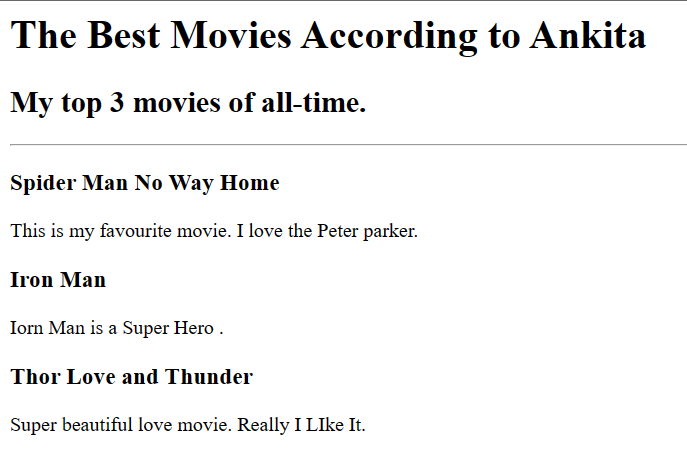 The Best Movies According to Ankita
My top 3 movies of all-time.
Spider Man No Way Home
This is my favourite movie. I love the Peter parker.
Iron Man
Iorn Man is a Super Hero .
Thor Love and Thunder
Super beautiful love movie. Really I LIke It.